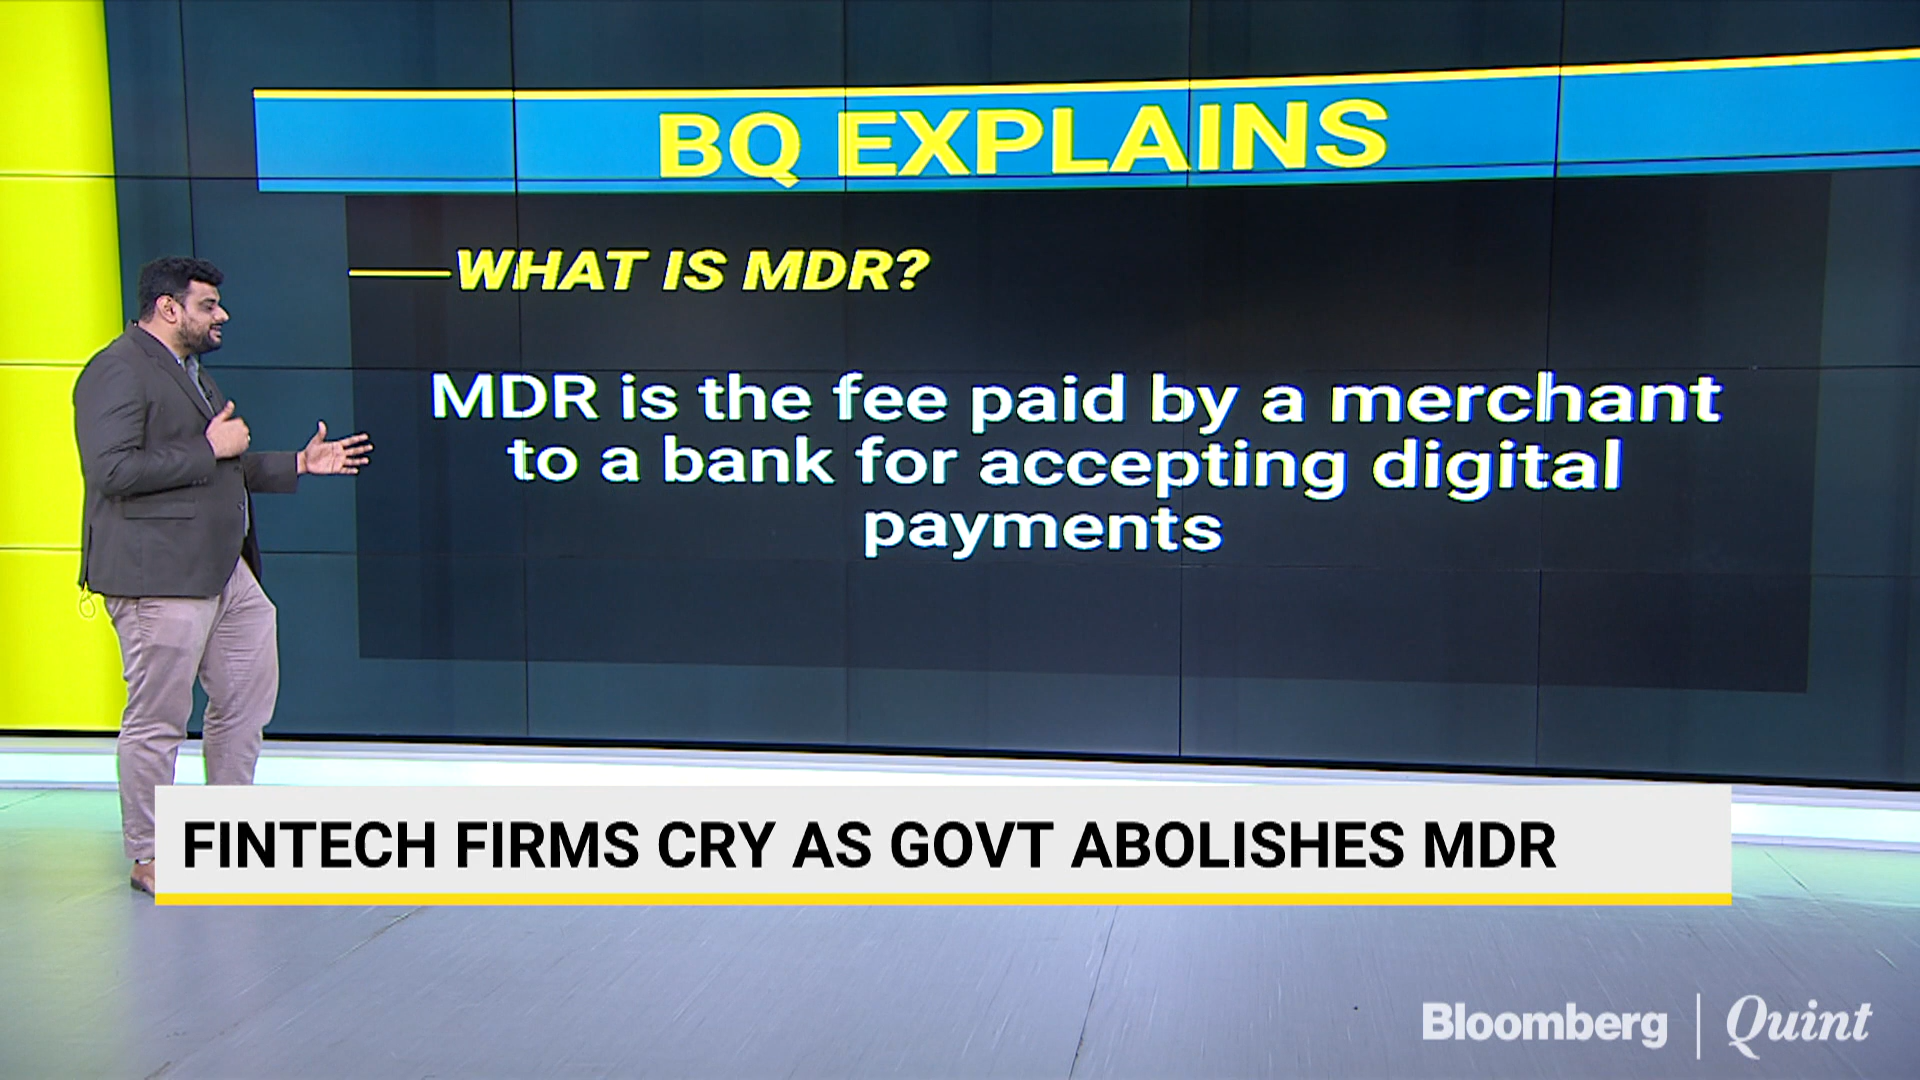 BQ EXPLAINS
WHAT IS MDR?
MDR is the fee paid by a merchant
to a bank for accepting digital
payments
FINTECH FIRMS CRY AS GOVT ABOLISHES MDR
Bloomberg | Quint